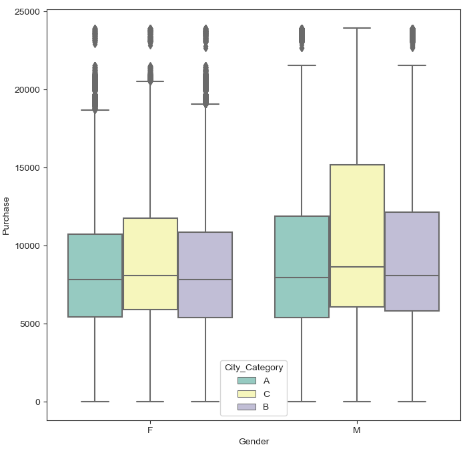 25000
20000
15000
10000
5000
0
Purchase
City_Category
A
C
B
F
M
Gender